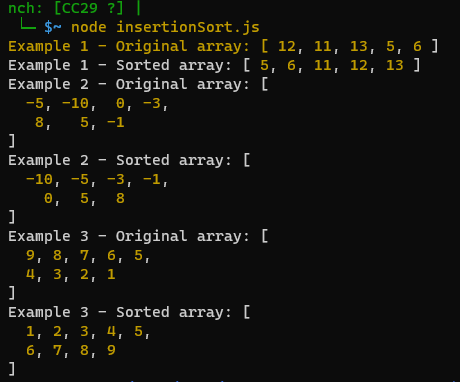 nch: [CC29 ?] |
└─ $~ node insertionSort.js
Example 1 - Original array: [ 12, 11, 13, 5, 6 ]
Example 1 - Sorted array: [ 5, 6, 11, 12, 13 ]
Example 2 - Original array: [
  -5, -10,  0, -3,
   8,   5, -1
]
Example 2 - Sorted array: [
  -10, -5, -3, -1,
    0,  5,  8
]
Example 3 - Original array: [
  9, 8, 7, 6, 5,
  4, 3, 2, 1
]
Example 3 - Sorted array: [
  1, 2, 3, 4, 5,
  6, 7, 8, 9
]